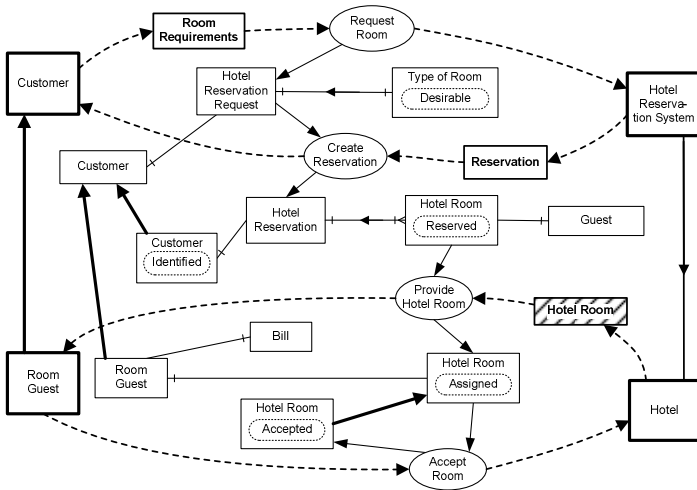 Room
Requirements
Request
Room
Customer
Hotel
Reservation
Request
Type of Room
Desirable
Hotel
Reserva-
tion System
Create
Reservation
Reservation
Customer
Hotel
Reservation
Hotel Room
Reserved
Guest
Customer
Identified
Provide
Hotel Room
Hotel Room
Bill
Room
Guest
Room
Guest
Hotel Room
Assigned
Hotel Room
Accepted
Hotel
Accept
Room